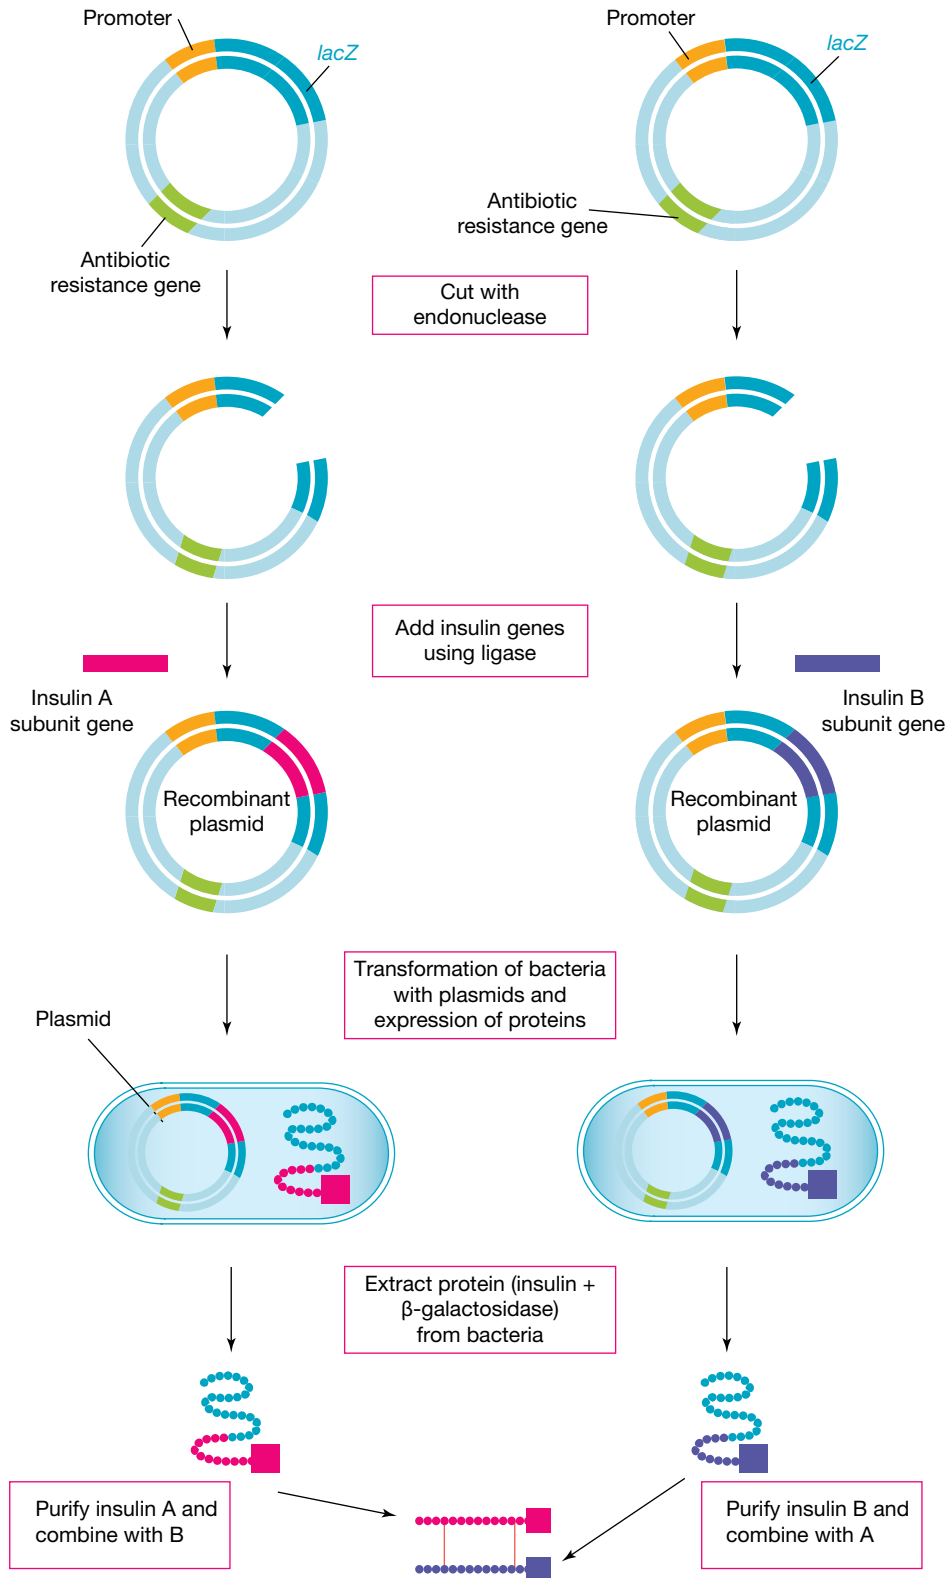 Promoter
lacZ
Antibiotic
resistance gene
Promoter
lacZ
Antibiotic
resistance gene
Cut with
endonuclease
Add insulin genes
using ligase
Insulin A
subunit gene
Insulin B
subunit gene
Recombinant
plasmid
Recombinant
plasmid
Transformation of bacteria
with plasmids and
expression of proteins
Plasmid
Extract protein (insulin +
β-galactosidase)
from bacteria
Purify insulin A and
combine with B
Purify insulin B and
combine with A